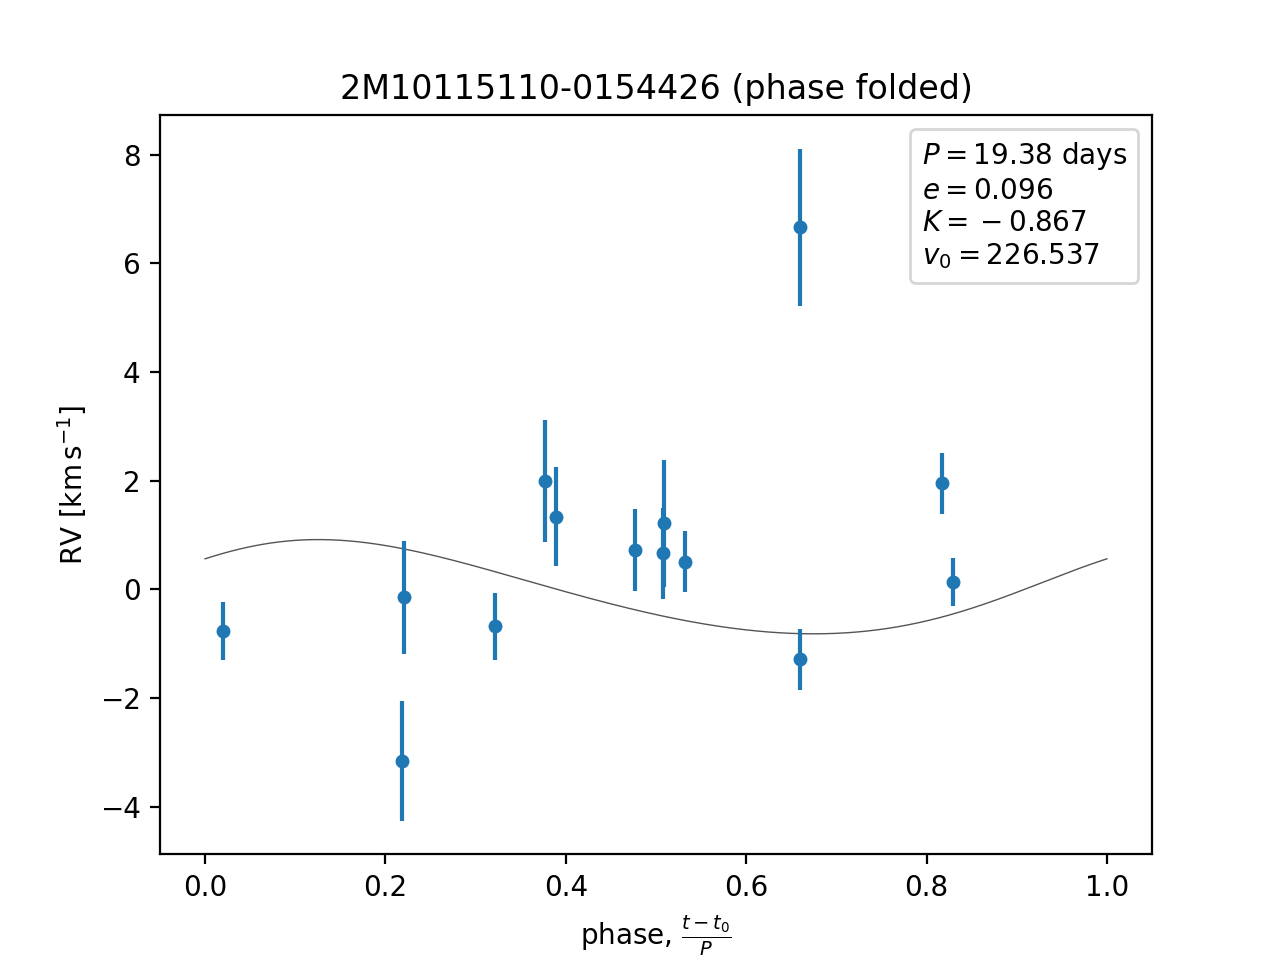 2M10115110-0154426 (phase folded)
P = 19.38 days
e = 0.096
K = −0.867
v₀ = 226.537
8
6
4
2
0
−2
−4
RV [km s⁻¹]
0.0 0.2 0.4 0.6 0.8 1.0
phase, (t − t₀)/P